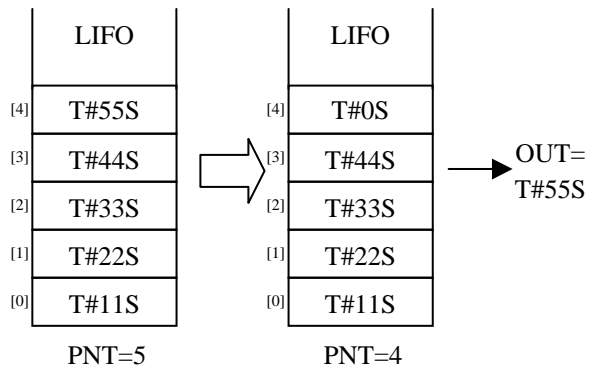 LIFO LIFO
[4] T#55S [4] T#0S
[3] T#44S [3] T#44S OUT=
T#55S
[2] T#33S [2] T#33S
[1] T#22S [1] T#22S
[0] T#11S [0] T#11S
PNT=5 PNT=4